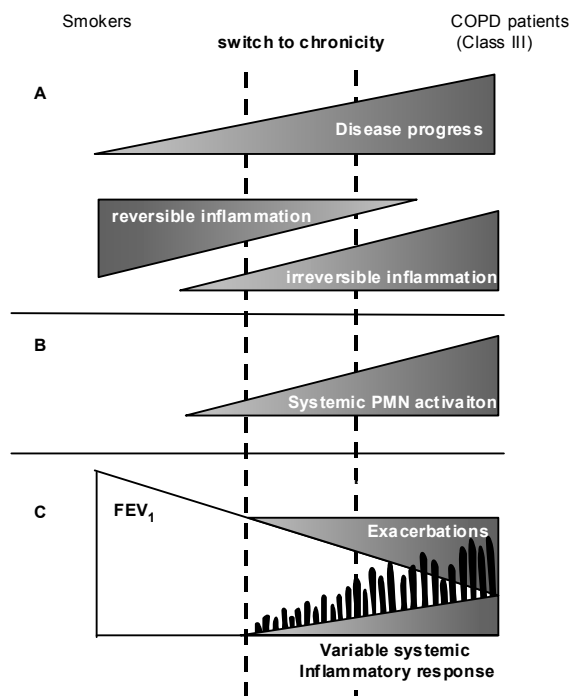 Smokers
COPD patients
(Class III)
switch to chronicity
A
Disease progress
reversible inflammation
irreversible inflammation
B
Systemic PMN activaiton
C
FEV1
Exacerbations
Variable systemic
Inflammatory response